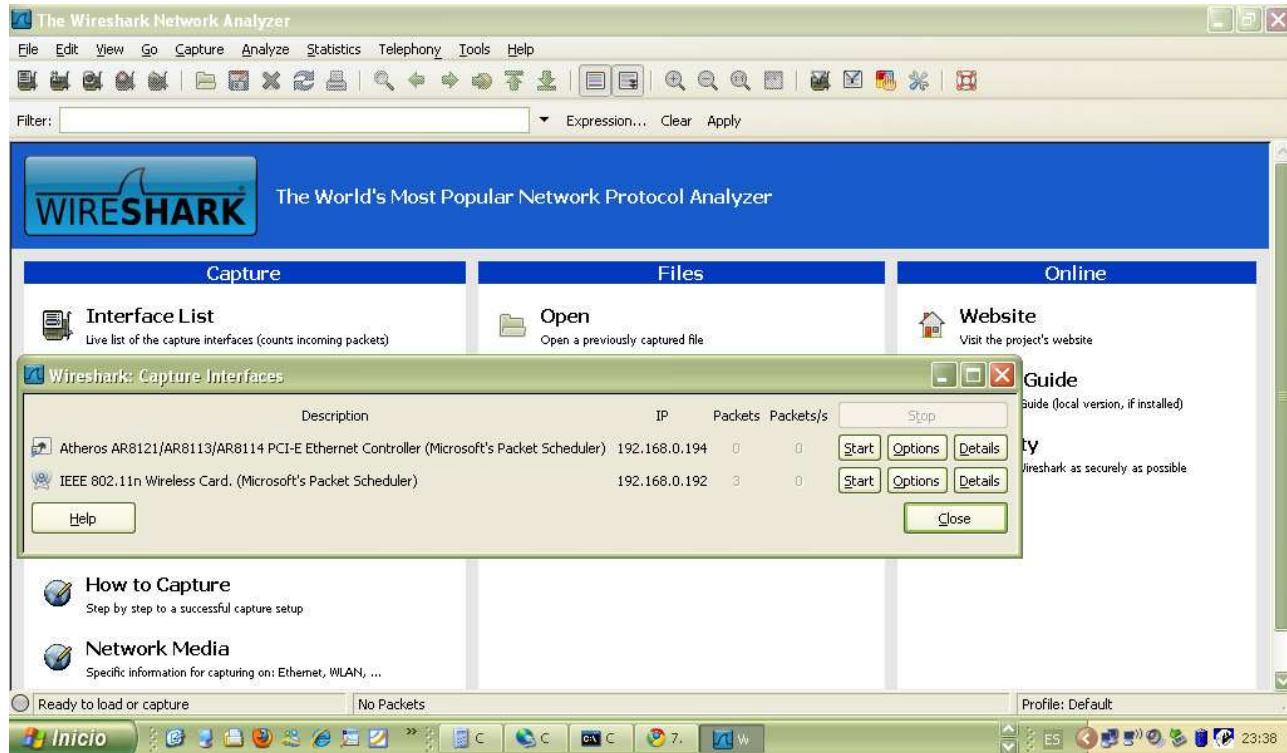 The Wireshark Network Analyzer
File Edit View Go Capture Analyze Statistics Telephony Tools Help
Filter: Expression... Clear Apply
WIRESHARK
The World's Most Popular Network Protocol Analyzer
Capture
Interface List
Live list of the capture interfaces (counts incoming packets)
Files
Open
Open a previously captured file
Online
Website
Visit the project's website
Guide
Guide (local version, if installed)
ty
Wireshark as securely as possible
Wireshark: Capture Interfaces
Description IP Packets Packets/s Stop
Atheros AR8121/AR8113/AR8114 PCI-E Ethernet Controller (Microsoft's Packet Scheduler) 192.168.0.194 0 0 Start Options Details
IEEE 802.11n Wireless Card. (Microsoft's Packet Scheduler) 192.168.0.192 3 0 Start Options Details
Help Close
How to Capture
Step by step to a successful capture setup
Network Media
Specific information for capturing on: Ethernet, WLAN, ...
Ready to load or capture No Packets Profile: Default
Inicio » C C C 7. W ES 23:38